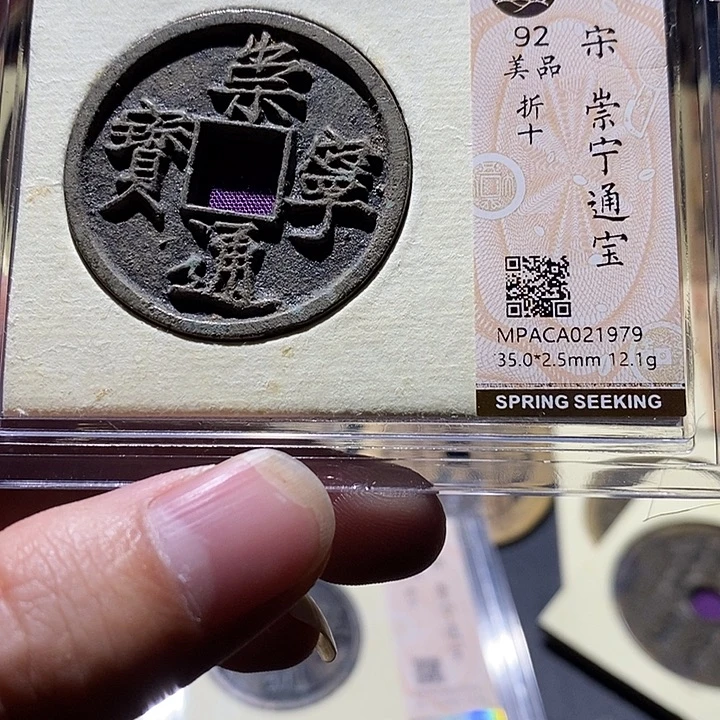 崇寧通寶
92
美品
折十
宋 崇宁通宝
MPACA021979
35.0*2.5mm 12.1g
SPRING SEEKING